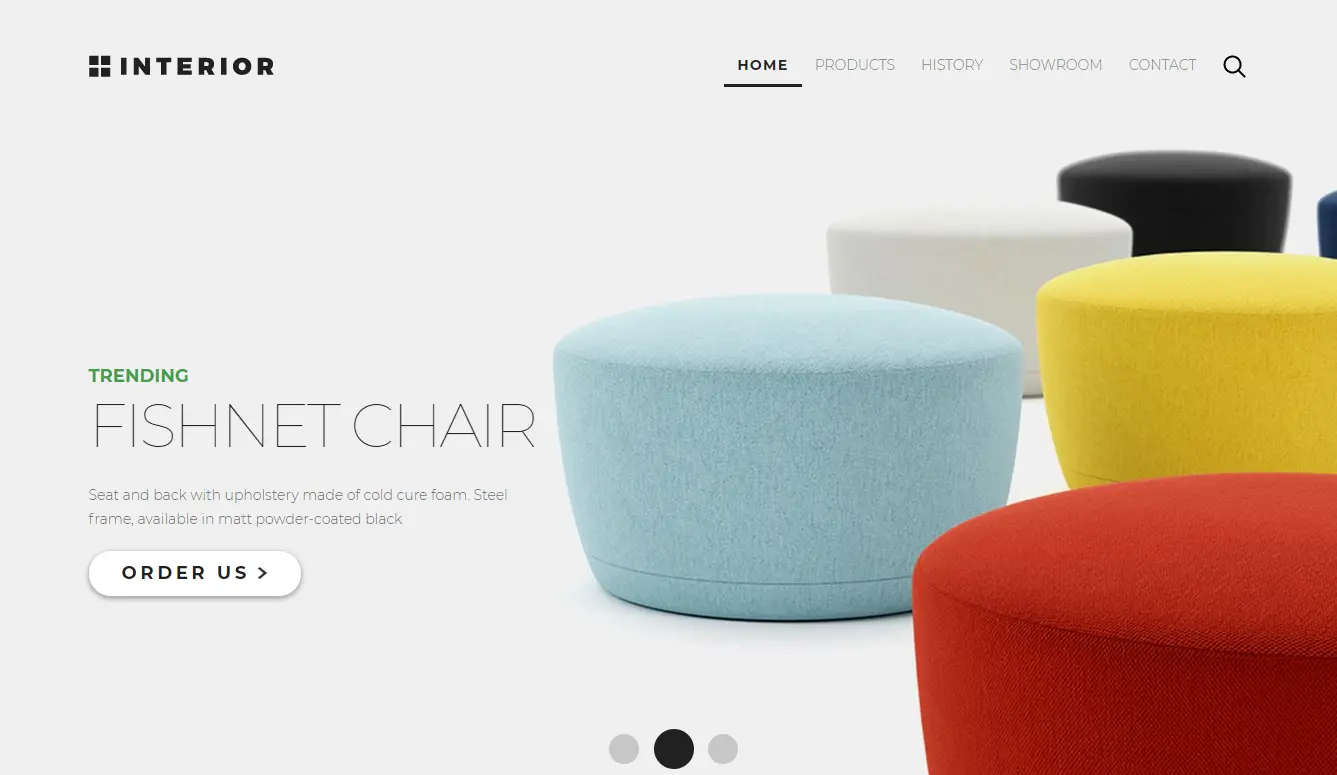 INTERIOR
HOME PRODUCTS HISTORY SHOWROOM CONTACT
TRENDING
FISHNET CHAIR
Seat and back with upholstery made of cold cure foam. Steel
frame, available in matt powder-coated black
ORDER US >